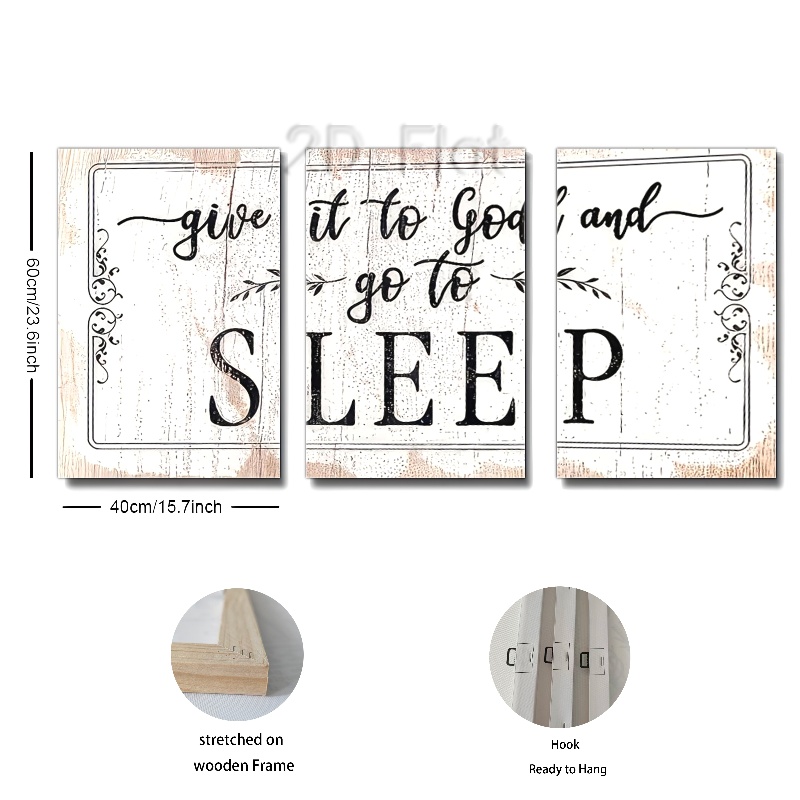 2D Flat
give it to God and
go to
SLEEP
60cm/23.6inch
40cm/15.7inch
stretched on
wooden Frame
Hook
Ready to Hang